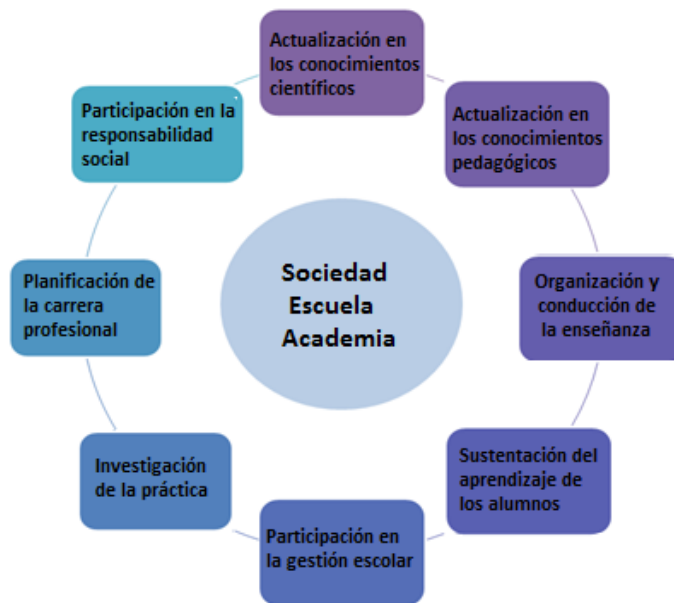 Actualización en
los conocimientos
científicos
Actualización en
los conocimientos
pedagógicos
Organización y
conducción de
la enseñanza
Sustentación del
aprendizaje de
los alumnos
Participación en
la gestión escolar
Investigación
de la práctica
Planificación de
la carrera
profesional
Participación en la
responsabilidad
social
Sociedad
Escuela
Academia